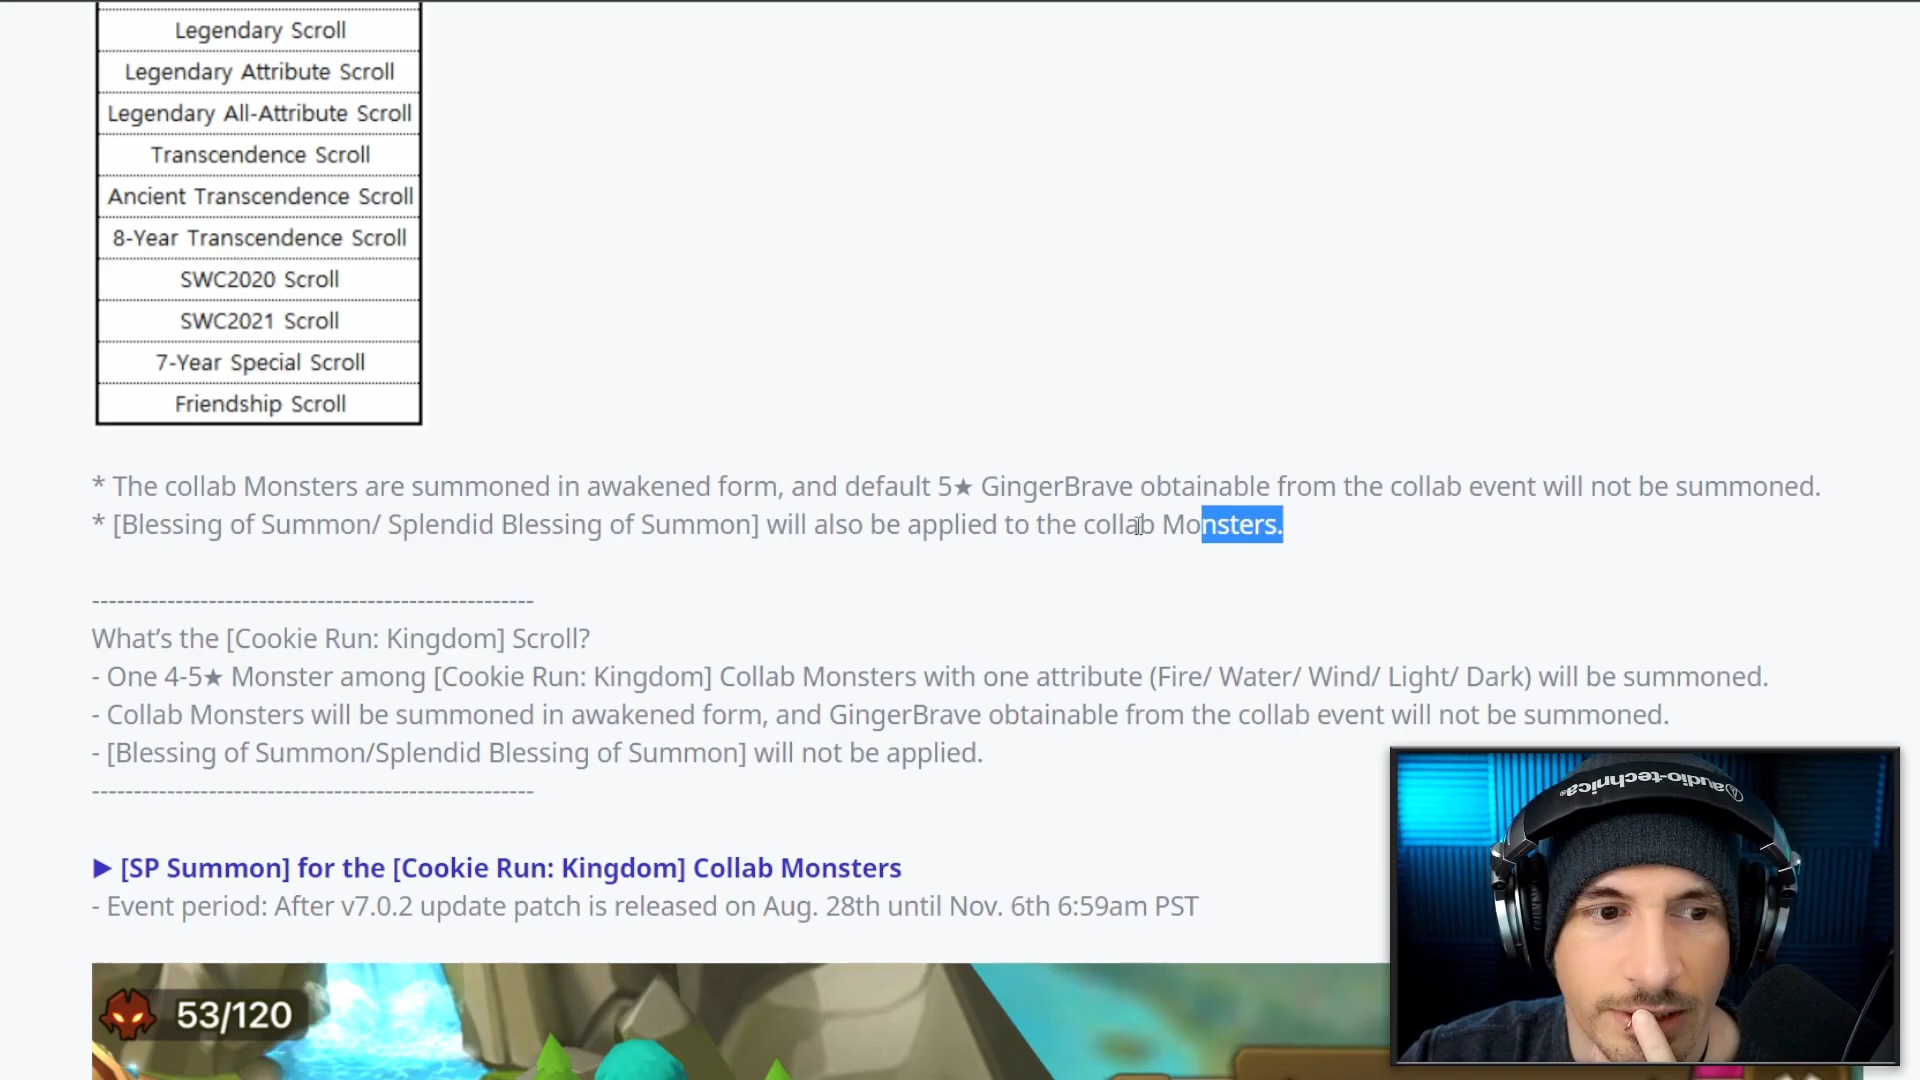 Legendary Scroll
Legendary Attribute Scroll
Legendary All-Attribute Scroll
Transcendence Scroll
Ancient Transcendence Scroll
8-Year Transcendence Scroll
SWC2020 Scroll
SWC2021 Scroll
7-Year Special Scroll
Friendship Scroll
* The collab Monsters are summoned in awakened form, and default 5★ GingerBrave obtainable from the collab event will not be summoned.
* [Blessing of Summon/ Splendid Blessing of Summon] will also be applied to the collab Monsters.
-----------------------------------------------------
What's the [Cookie Run: Kingdom] Scroll?
- One 4-5★ Monster among [Cookie Run: Kingdom] Collab Monsters with one attribute (Fire/ Water/ Wind/ Light/ Dark) will be summoned.
- Collab Monsters will be summoned in awakened form, and GingerBrave obtainable from the collab event will not be summoned.
- [Blessing of Summon/Splendid Blessing of Summon] will not be applied.
-----------------------------------------------------
▶ [SP Summon] for the [Cookie Run: Kingdom] Collab Monsters
- Event period: After v7.0.2 update patch is released on Aug. 28th until Nov. 6th 6:59am PST
53/120
audio-technica